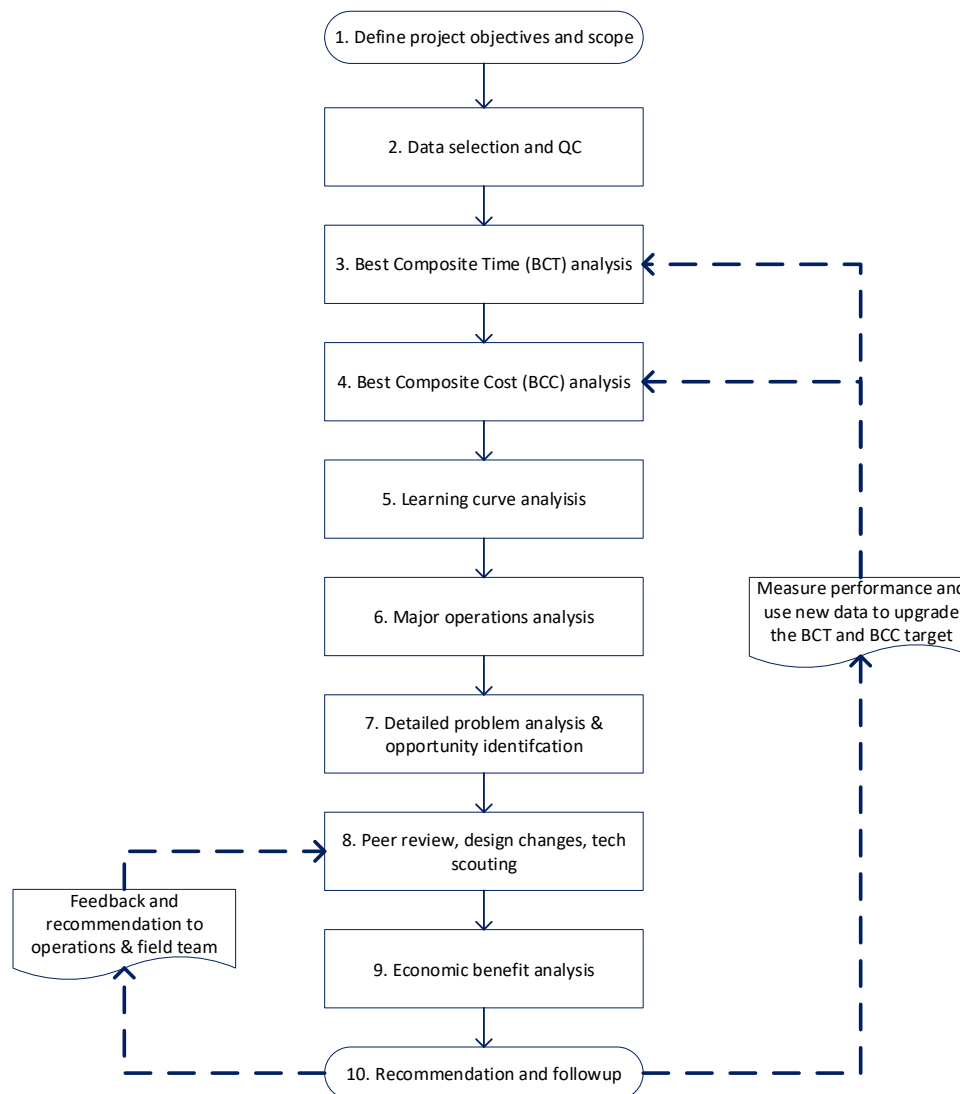 1. Define project objectives and scope
2. Data selection and QC
3. Best Composite Time (BCT) analysis
4. Best Composite Cost (BCC) analysis
5. Learning curve analyisis
6. Major operations analysis
Measure performance and
use new data to upgrade
the BCT and BCC target
7. Detailed problem analysis &
opportunity identifcation
8. Peer review, design changes, tech
scouting
Feedback and
recommendation to
operations & field team
9. Economic benefit analysis
10. Recommendation and followup